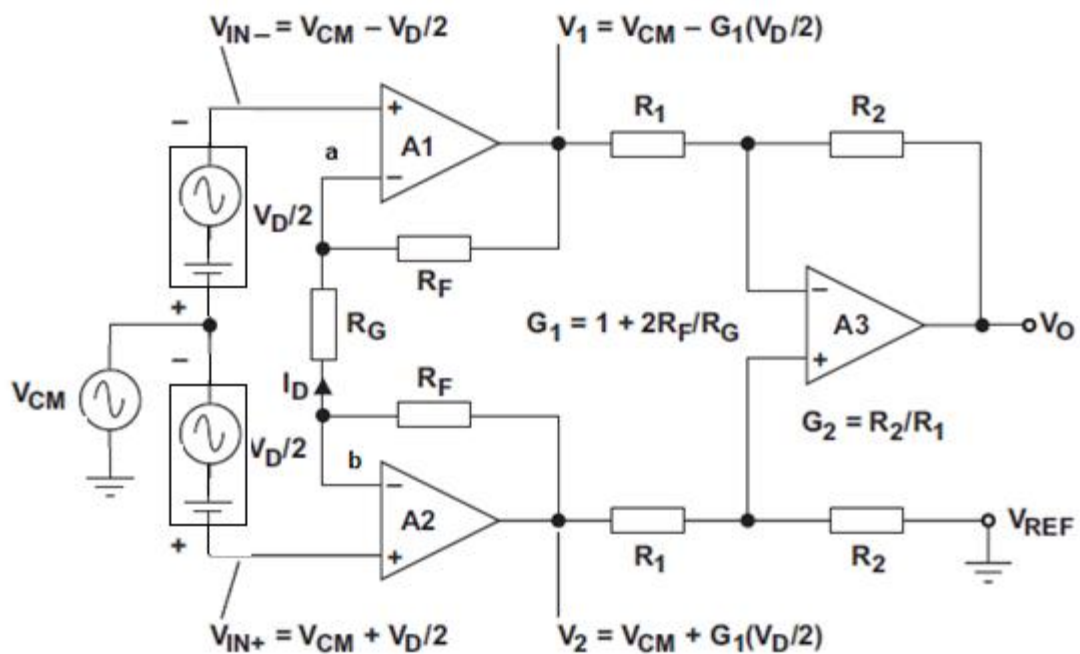 V_IN– = V_CM – V_D/2
V_1 = V_CM – G_1(V_D/2)
R_1
R_2
–
+
A1
a
–
V_D/2
R_F
+
R_G
G_1 = 1 + 2R_F/R_G
–
A3
V_O
–
I_D
R_F
+
V_CM
V_D/2
G_2 = R_2/R_1
b
–
A2
V_REF
+
+
R_1
R_2
V_IN+ = V_CM + V_D/2
V_2 = V_CM + G_1(V_D/2)